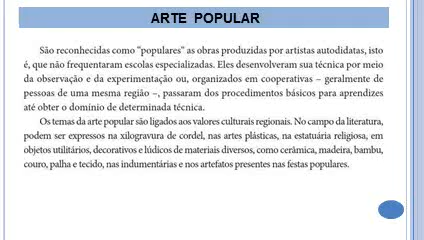 ARTE POPULAR
São reconhecidas como “populares” as obras produzidas por artistas autodidatas, isto
é, que não frequentaram escolas especializadas. Eles desenvolveram sua técnica por meio
da observação e da experimentação ou, organizados em cooperativas – geralmente de
pessoas de uma mesma região –, passaram dos procedimentos básicos para aprendizes
até obter o domínio de determinada técnica.
Os temas da arte popular são ligados aos valores culturais regionais. No campo da literatura,
podem ser expressos na xilogravura de cordel, nas artes plásticas, na estatuária religiosa, em
objetos utilitários, decorativos e lúdicos de materiais diversos, como cerâmica, madeira, bambu,
couro, palha e tecido, nas indumentárias e nos artefatos presentes nas festas populares.